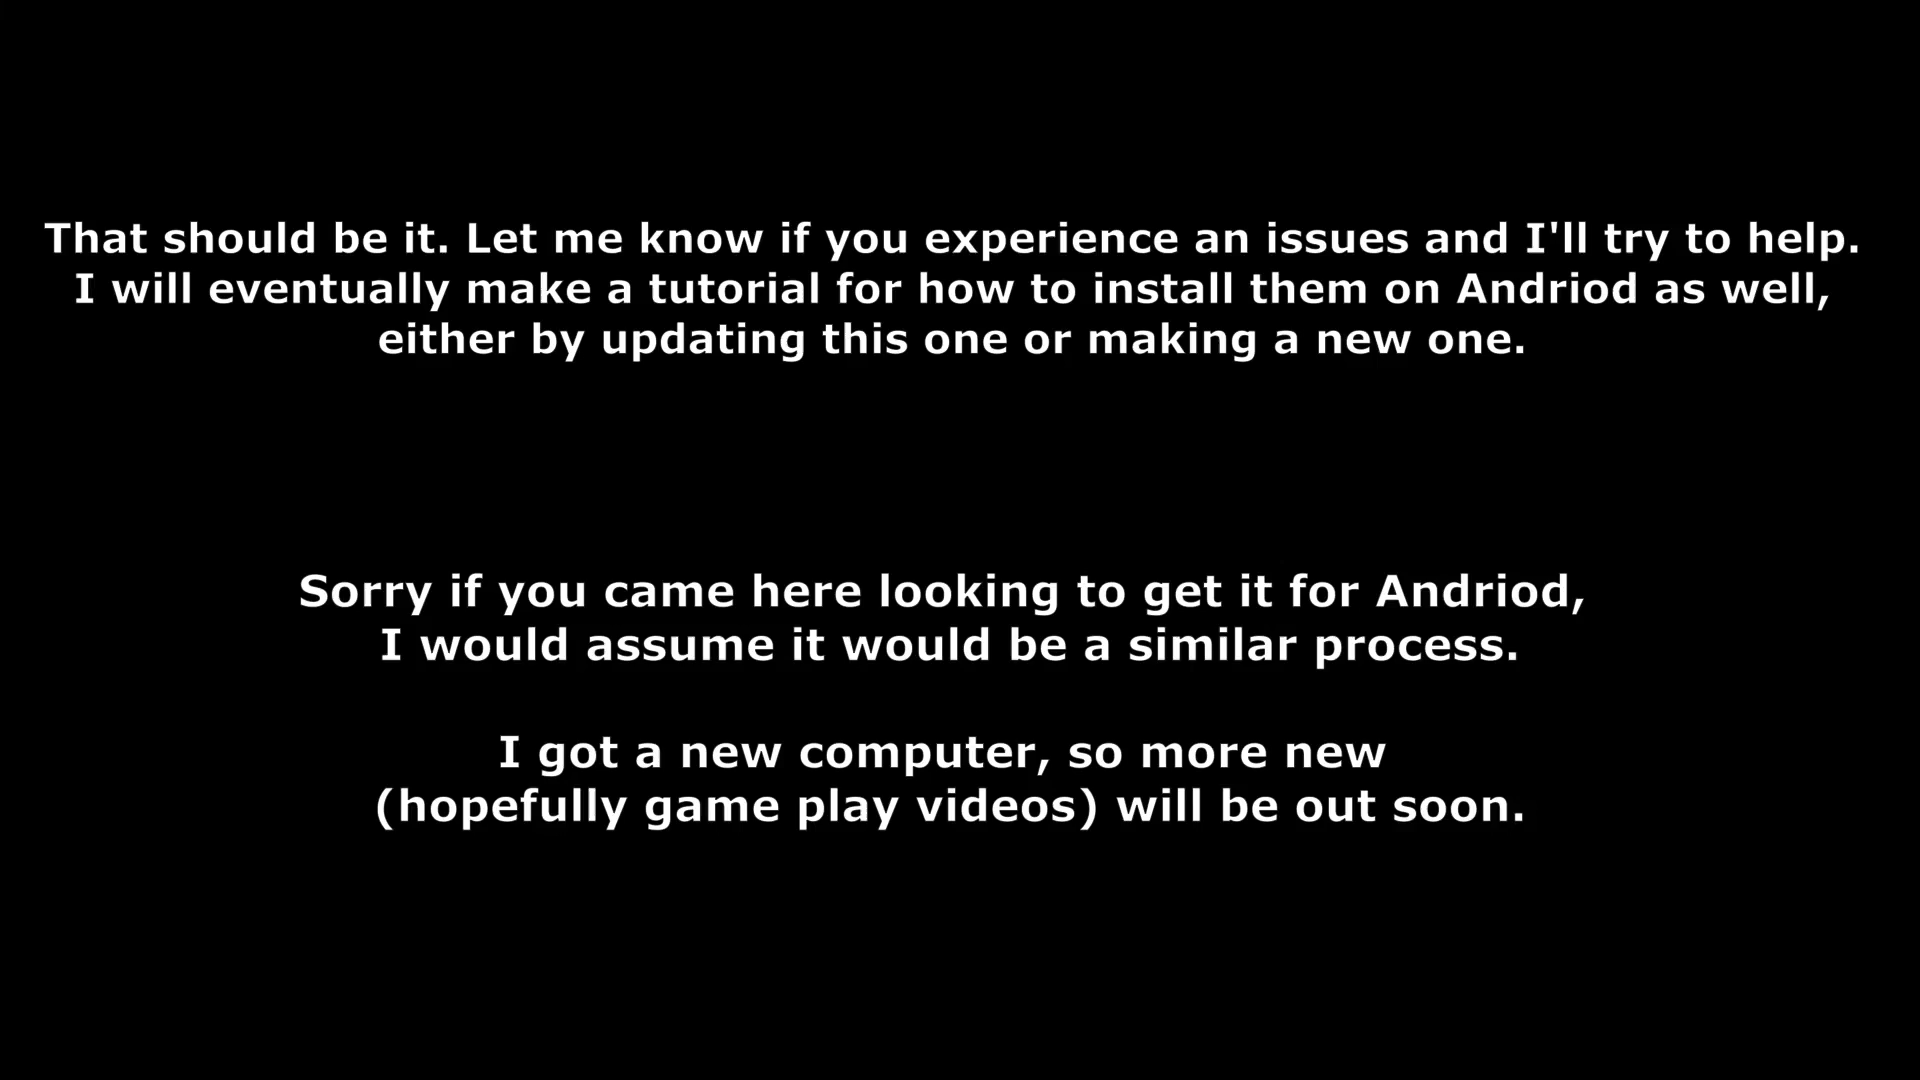 That should be it. Let me know if you experience an issues and I'll try to help.
I will eventually make a tutorial for how to install them on Andriod as well,
either by updating this one or making a new one.
Sorry if you came here looking to get it for Andriod,
I would assume it would be a similar process.
I got a new computer, so more new
(hopefully game play videos) will be out soon.